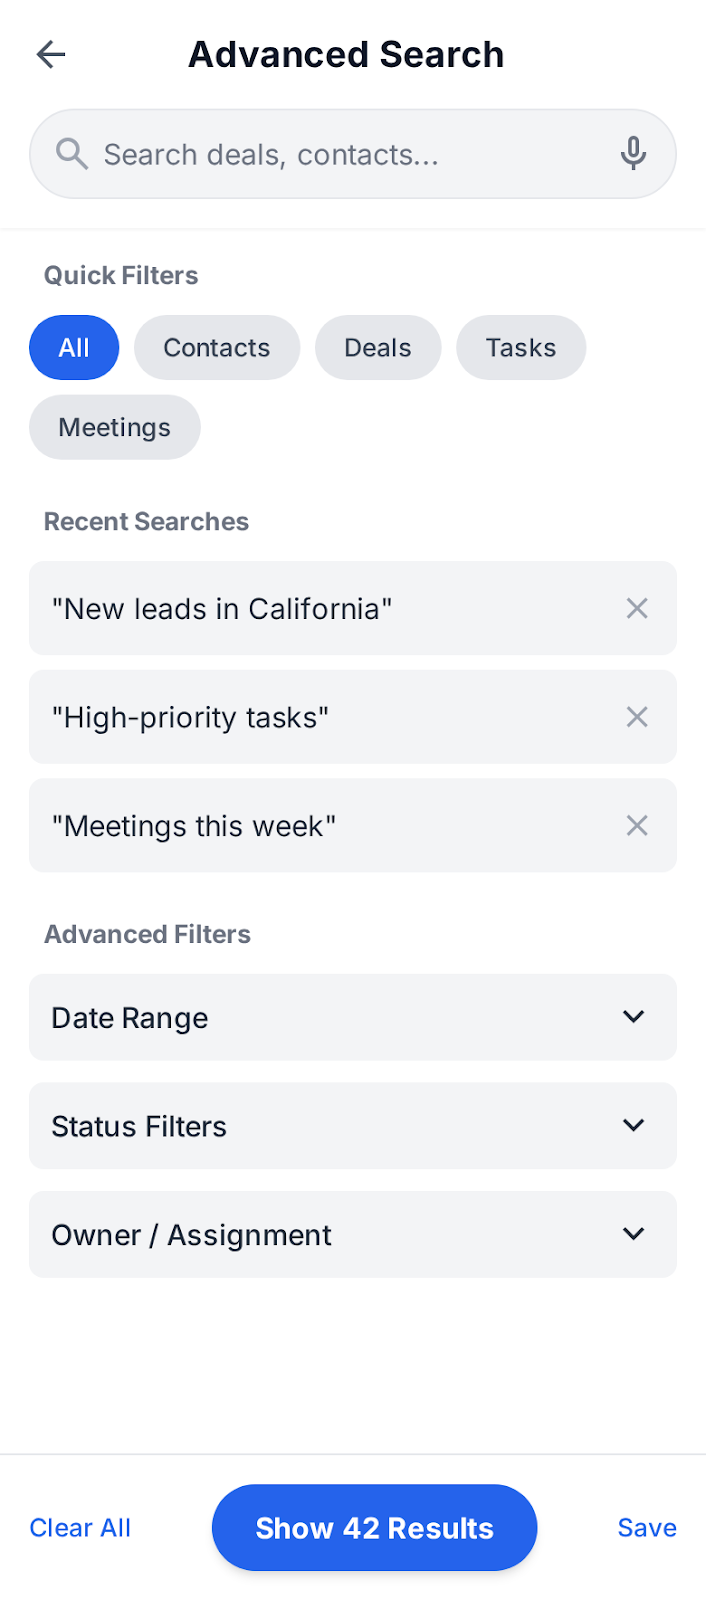 Advanced Search
Search deals, contacts...
Quick Filters
All
Contacts
Deals
Tasks
Meetings
Recent Searches
"New leads in California"
"High-priority tasks"
"Meetings this week"
Advanced Filters
Date Range
Status Filters
Owner / Assignment
Clear All
Show 42 Results
Save